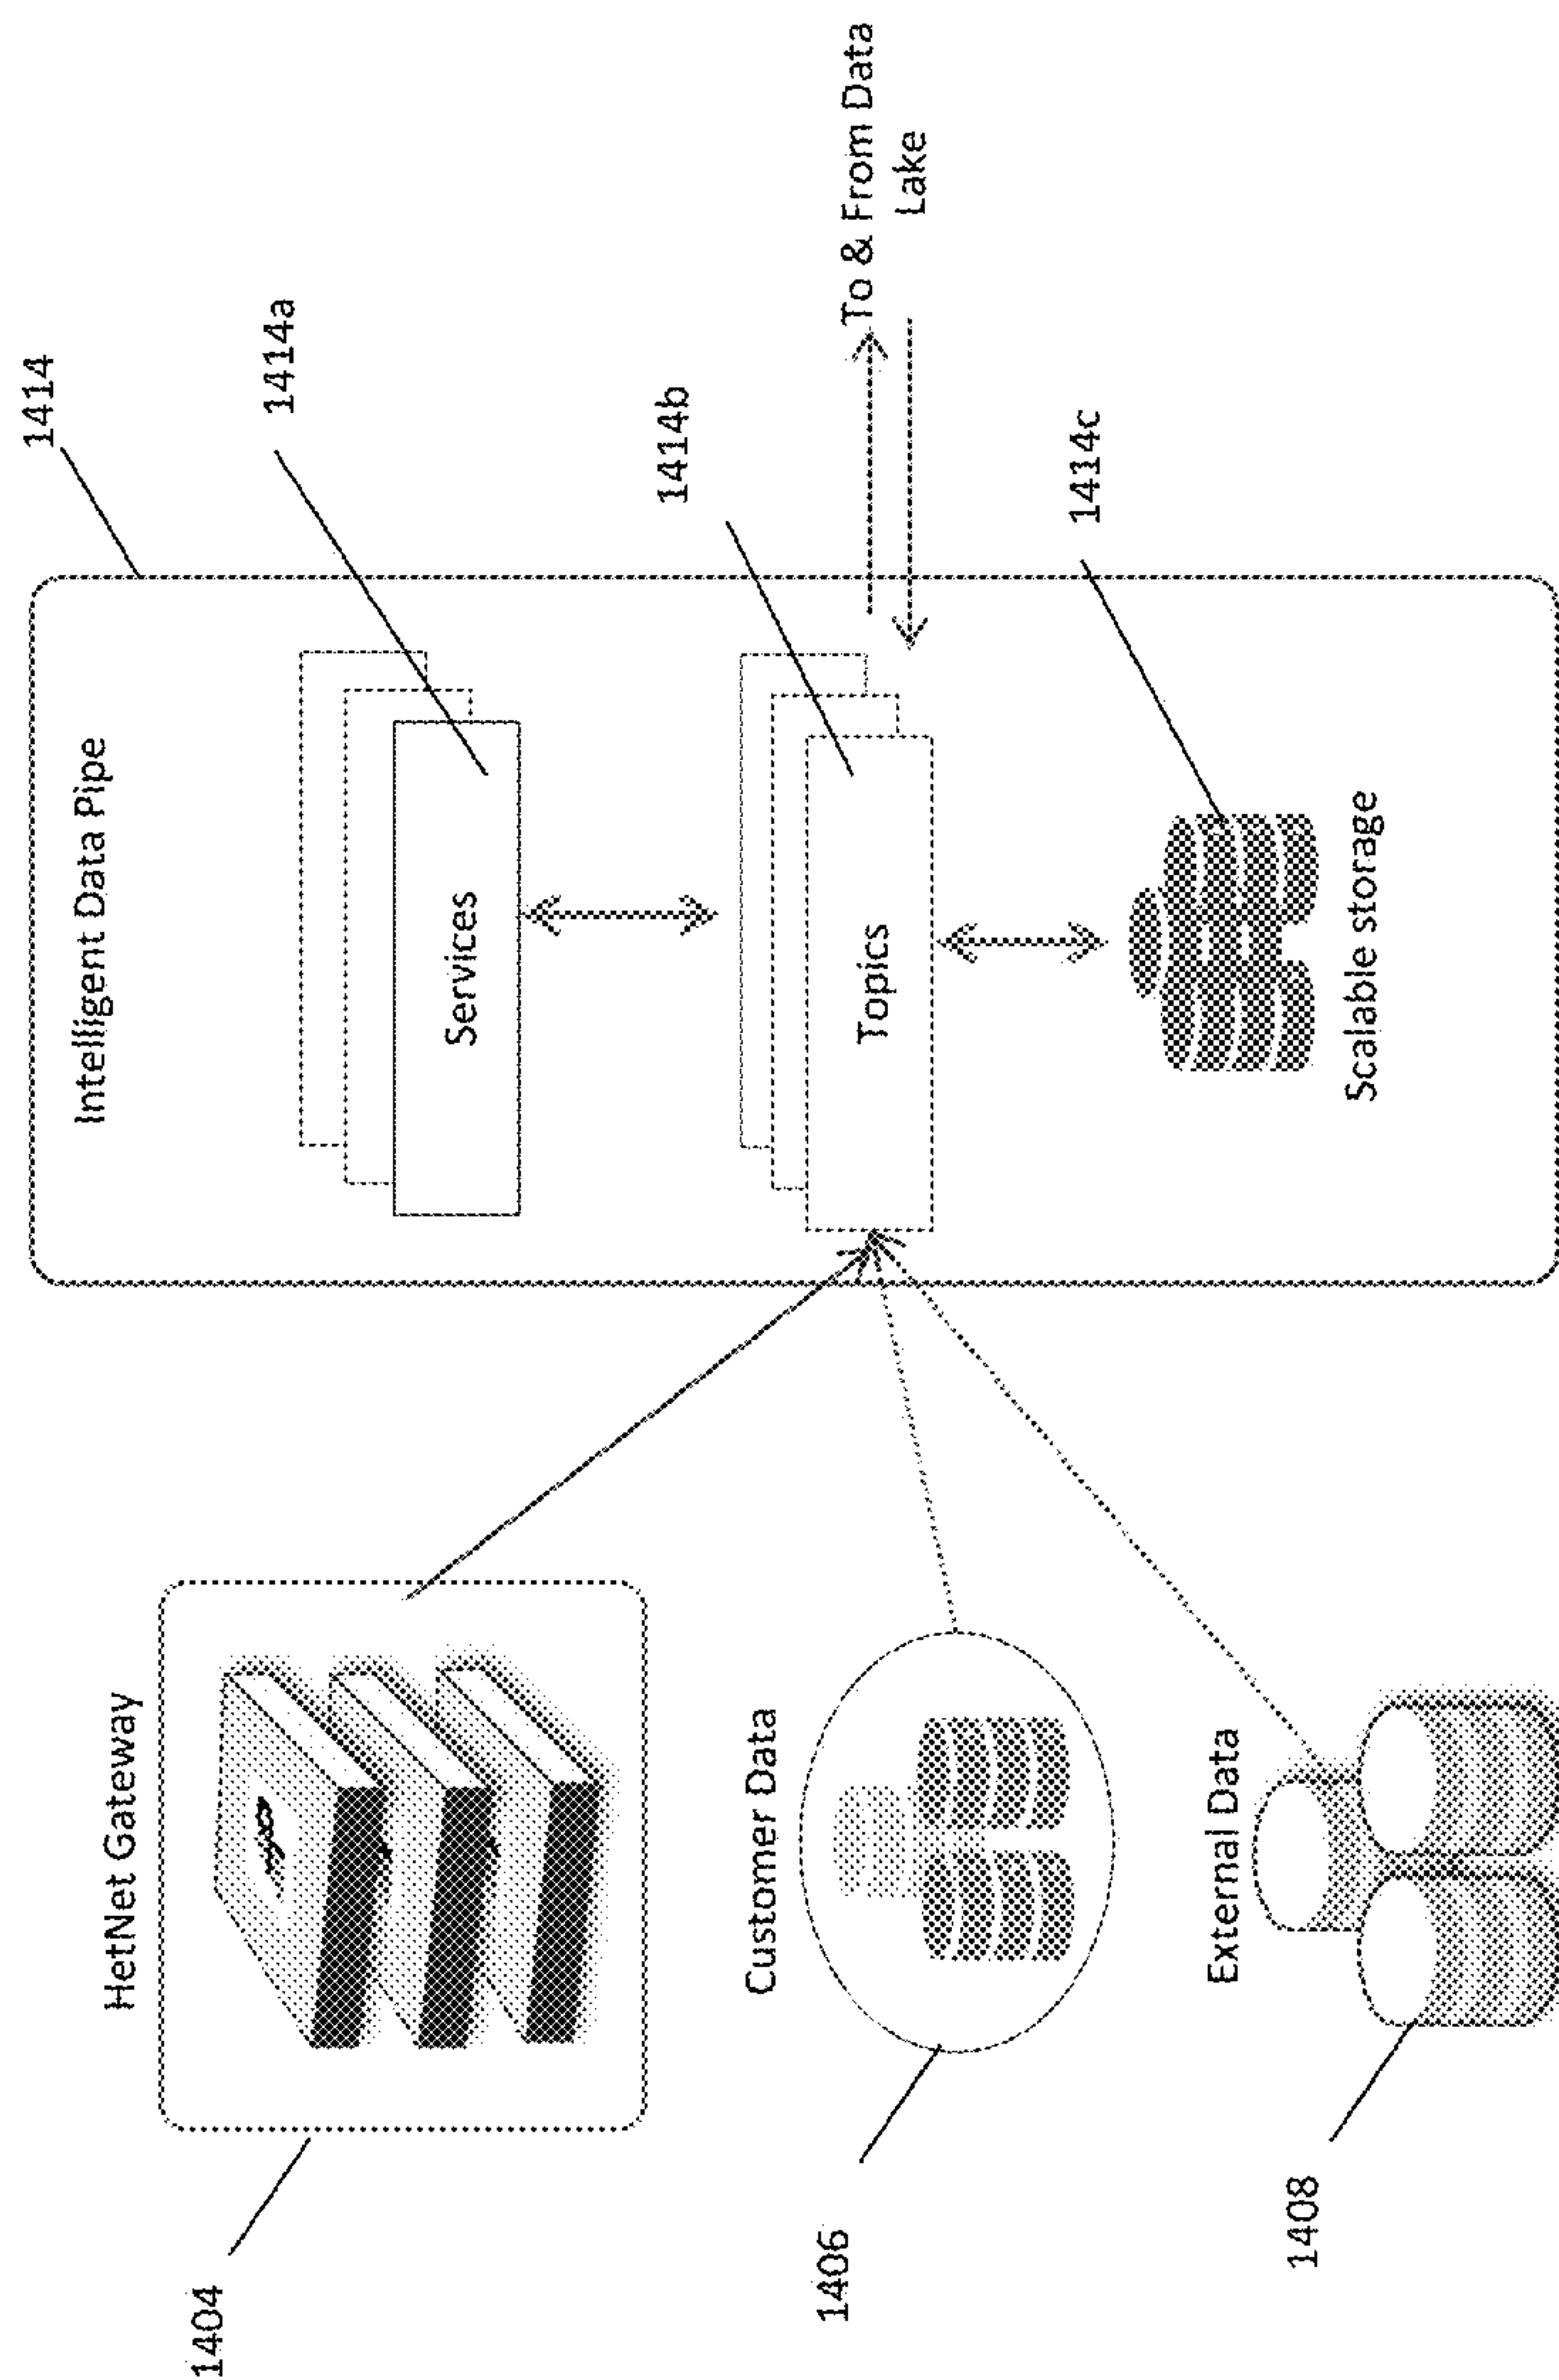 1404
HetNet Gateway
1406
Customer Data
1408
External Data
1414
Intelligent Data Pipe
1414a
Services
1414b
Topics
1414c
Scalable storage
To & From Data
Lake